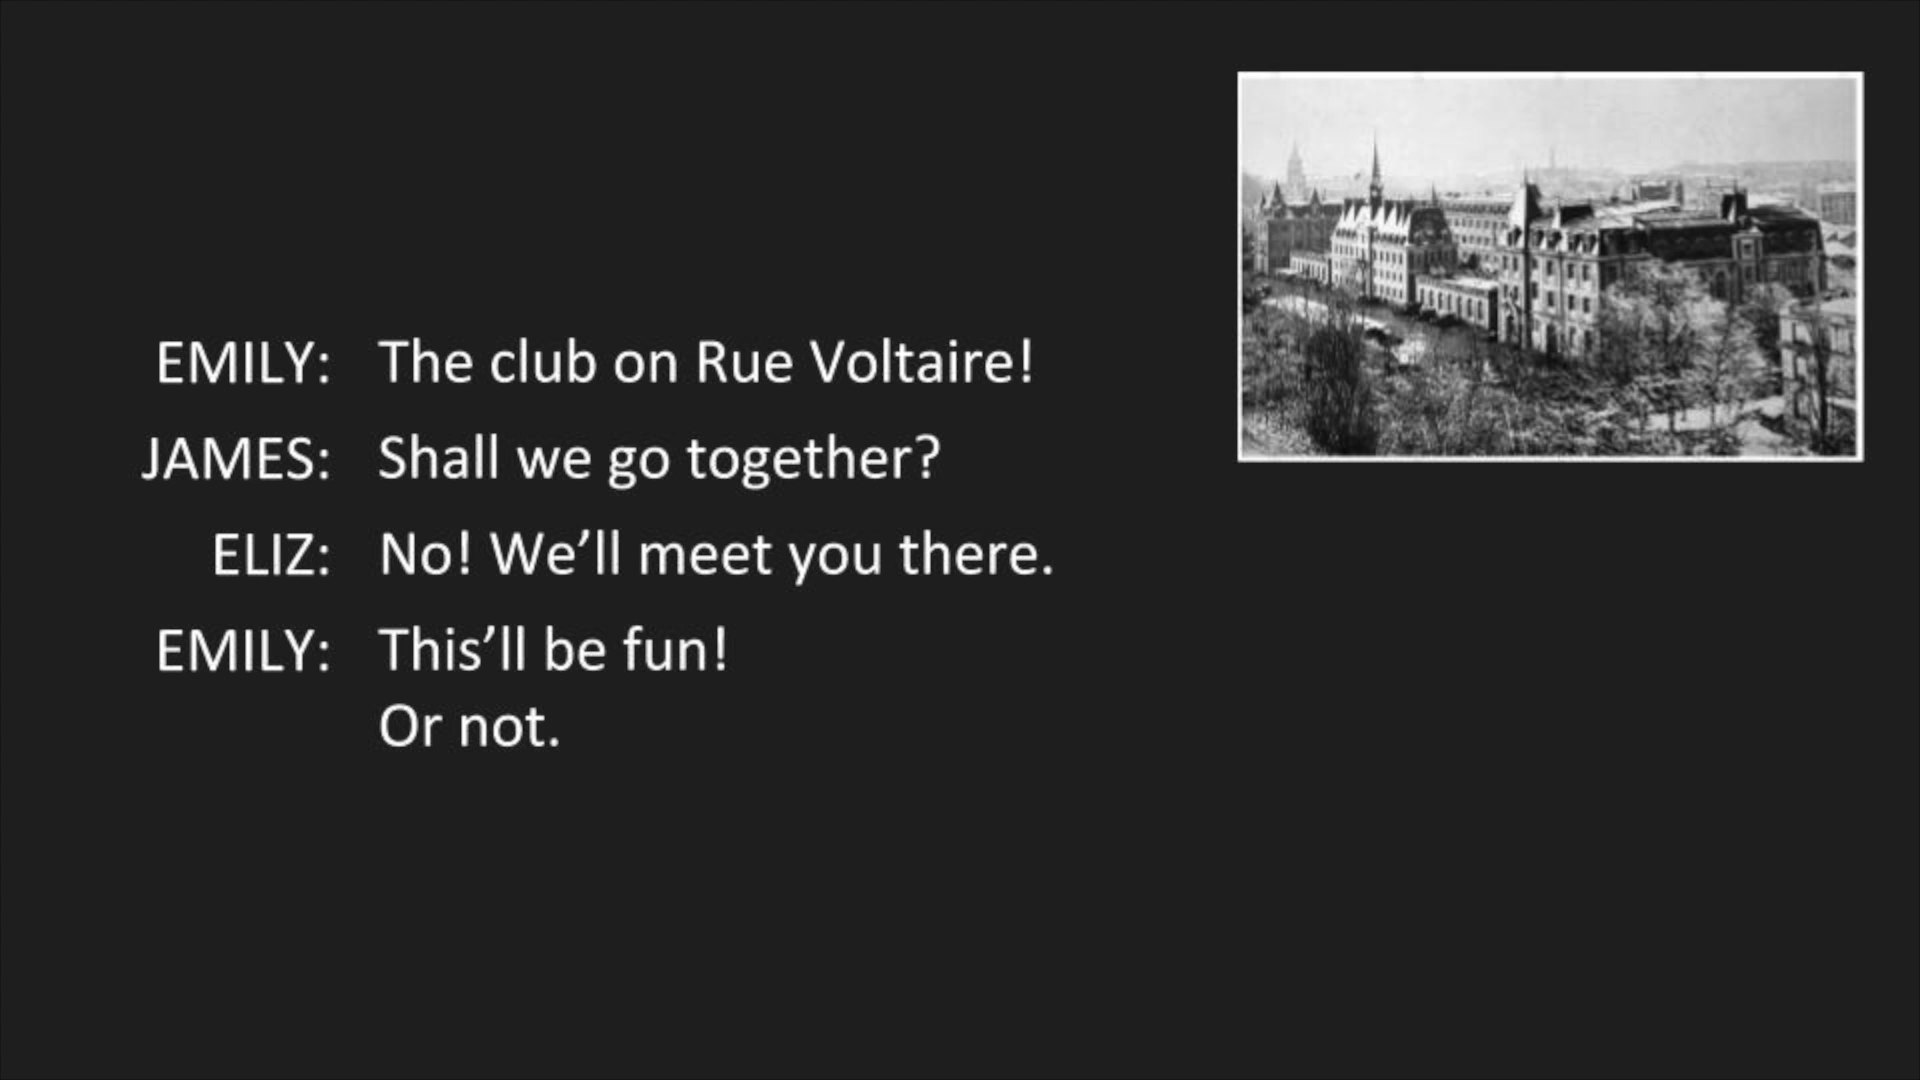 EMILY: The club on Rue Voltaire!
JAMES: Shall we go together?
ELIZ: No! We’ll meet you there.
EMILY: This’ll be fun!
Or not.